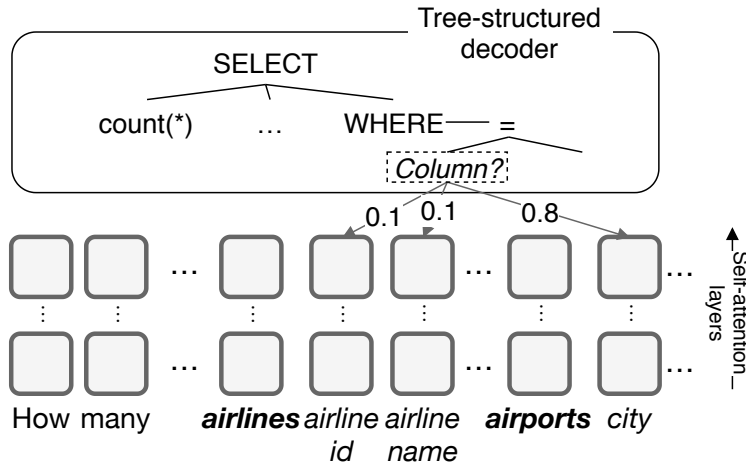 Tree-structured
decoder
SELECT
count(*) ... WHERE =
Column?
0.1 0.1 0.8
... ... ...
Self-attention
layers
... ... ...
How many airlines airline airline airports city
id name